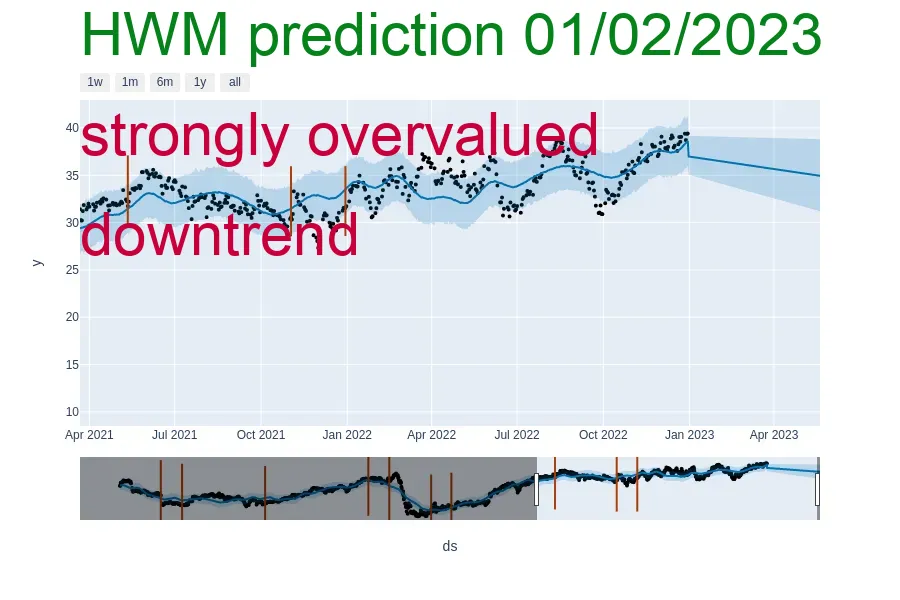 HWM prediction 01/02/2023
1w 1m 6m 1y all
strongly overvalued
downtrend
40
35
30
25
20
15
10
y
Apr 2021 Jul 2021 Oct 2021 Jan 2022 Apr 2022 Jul 2022 Oct 2022 Jan 2023 Apr 2023
ds